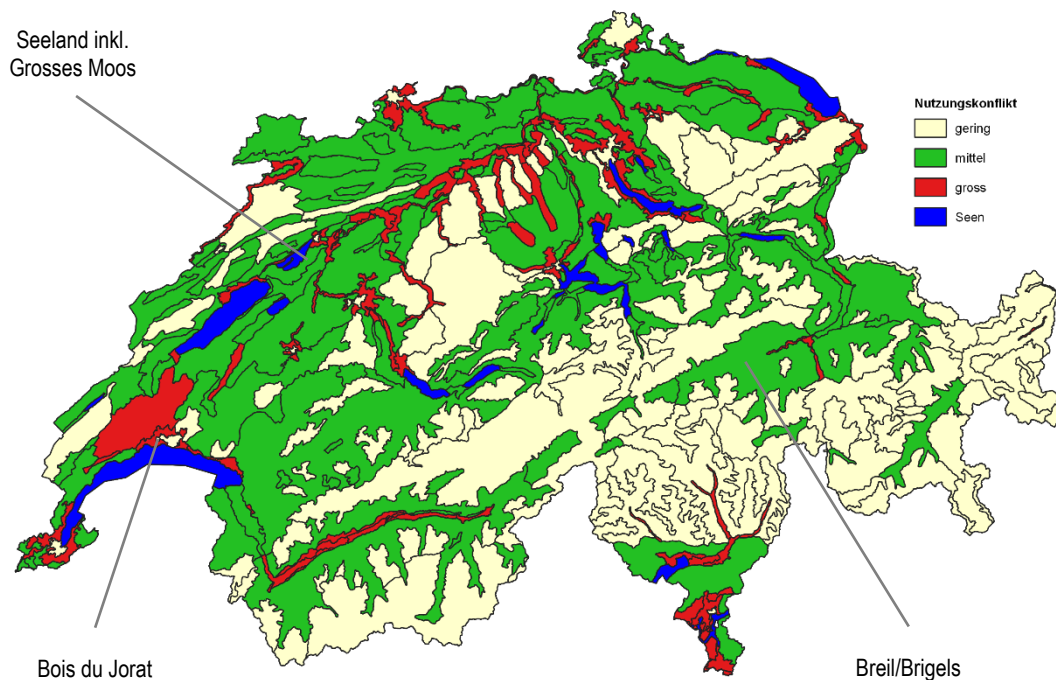 Seeland inkl.
Grosses Moos
Nutzungskonflikt
gering
mittel
gross
Seen
Bois du Jorat
Breil/Brigels